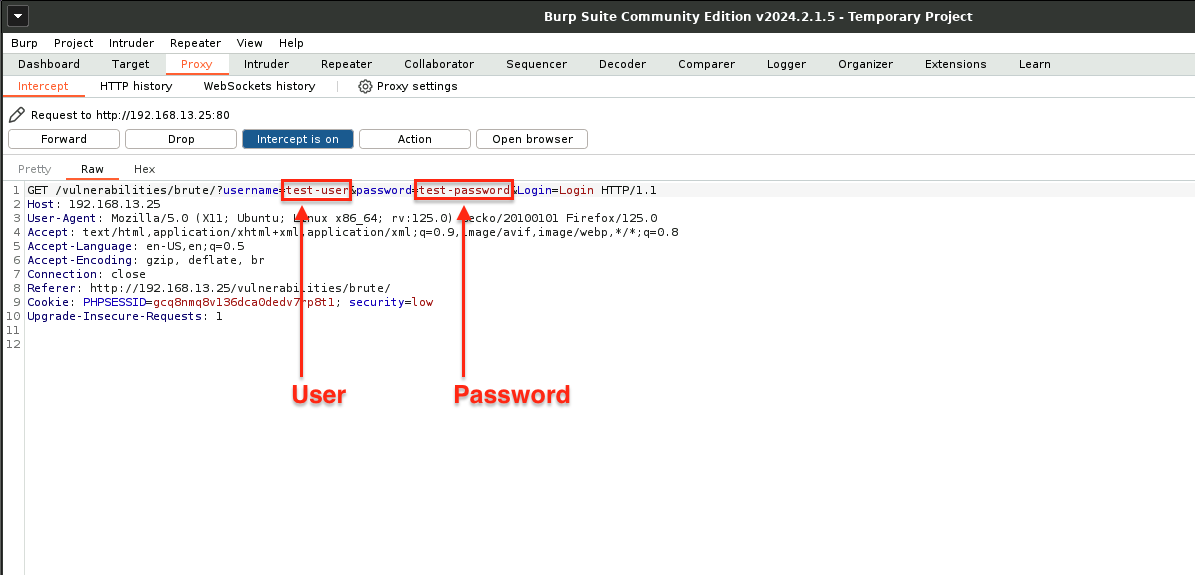 Burp Suite Community Edition v2024.2.1.5 - Temporary Project
Burp Project Intruder Repeater View Help
Dashboard Target Proxy Intruder Repeater Collaborator Sequencer Decoder Comparer Logger Organizer Extensions Learn
Intercept HTTP history WebSockets history Proxy settings
Request to http://192.168.13.25:80
Forward Drop Intercept is on Action Open browser
Pretty Raw Hex
1 GET /vulnerabilities/brute/?username=test-user&password=test-password&Login=Login HTTP/1.1
2 Host: 192.168.13.25
3 User-Agent: Mozilla/5.0 (X11; Ubuntu; Linux x86_64; rv:125.0) Gecko/20100101 Firefox/125.0
4 Accept: text/html,application/xhtml+xml,application/xml;q=0.9,image/avif,image/webp,*/*;q=0.8
5 Accept-Language: en-US,en;q=0.5
6 Accept-Encoding: gzip, deflate, br
7 Connection: close
8 Referer: http://192.168.13.25/vulnerabilities/brute/
9 Cookie: security=low
10 Upgrade-Insecure-Requests: 1
11
12
User Password